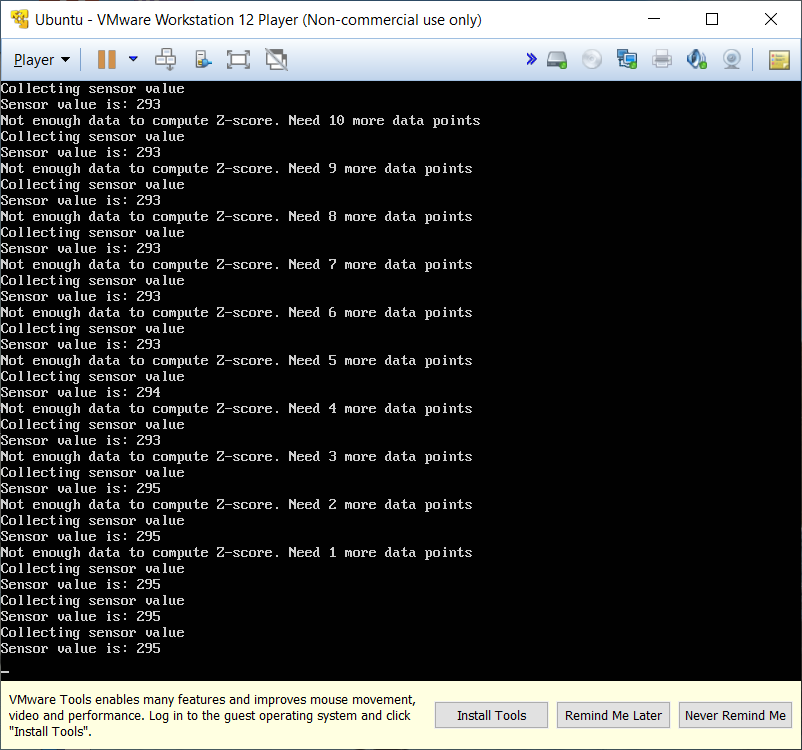 Ubuntu - VMware Workstation 12 Player (Non-commercial use only)
Player
Collecting sensor value
Sensor value is: 293
Not enough data to compute Z-score. Need 10 more data points
Collecting sensor value
Sensor value is: 293
Not enough data to compute Z-score. Need 9 more data points
Collecting sensor value
Sensor value is: 293
Not enough data to compute Z-score. Need 8 more data points
Collecting sensor value
Sensor value is: 293
Not enough data to compute Z-score. Need 7 more data points
Collecting sensor value
Sensor value is: 293
Not enough data to compute Z-score. Need 6 more data points
Collecting sensor value
Sensor value is: 293
Not enough data to compute Z-score. Need 5 more data points
Collecting sensor value
Sensor value is: 294
Not enough data to compute Z-score. Need 4 more data points
Collecting sensor value
Sensor value is: 293
Not enough data to compute Z-score. Need 3 more data points
Collecting sensor value
Sensor value is: 295
Not enough data to compute Z-score. Need 2 more data points
Collecting sensor value
Sensor value is: 295
Not enough data to compute Z-score. Need 1 more data points
Collecting sensor value
Sensor value is: 295
Collecting sensor value
Sensor value is: 295
Collecting sensor value
Sensor value is: 295
_
VMware Tools enables many features and improves mouse movement,
video and performance. Log in to the guest operating system and click
"Install Tools".
Install Tools
Remind Me Later
Never Remind Me